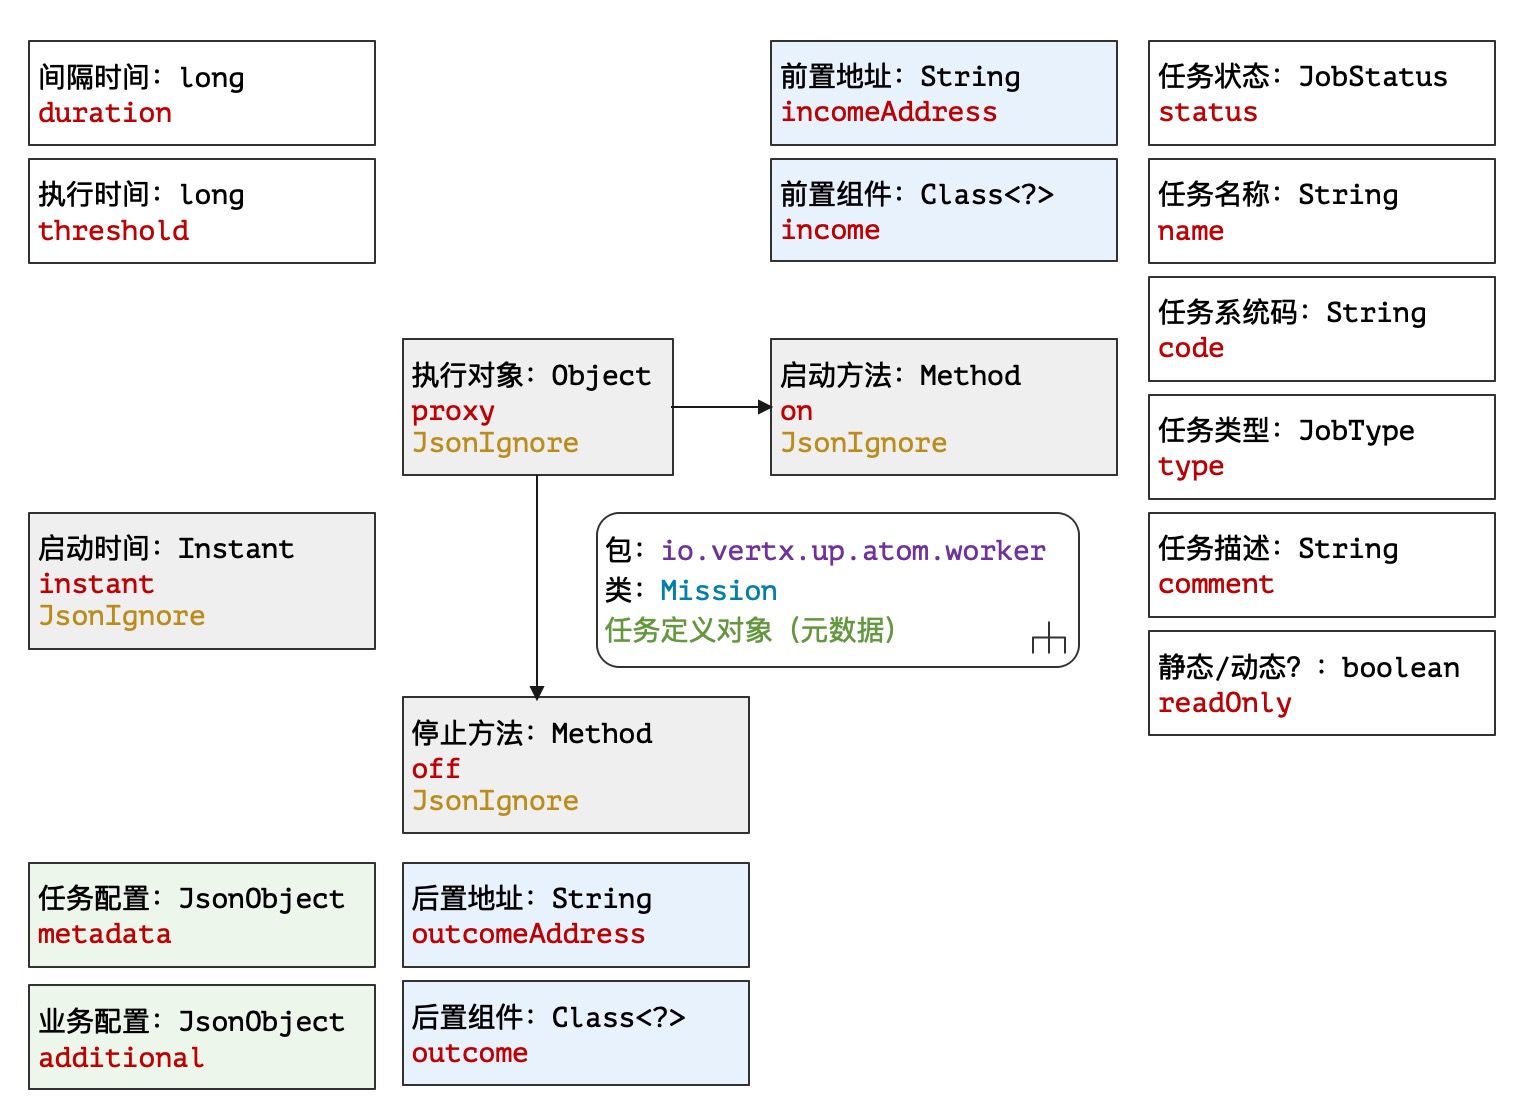 间隔时间：long
duration
执行时间：long
threshold
前置地址：String
incomeAddress
前置组件：Class<?>
income
任务状态：JobStatus
status
任务名称：String
name
任务系统码：String
code
任务类型：JobType
type
任务描述：String
comment
静态/动态？：boolean
readOnly
执行对象：Object
proxy
JsonIgnore
启动方法：Method
on
JsonIgnore
启动时间：Instant
instant
JsonIgnore
包：io.vertx.up.atom.worker
类：Mission
任务定义对象（元数据）
停止方法：Method
off
JsonIgnore
任务配置：JsonObject
metadata
业务配置：JsonObject
additional
后置地址：String
outcomeAddress
后置组件：Class<?>
outcome